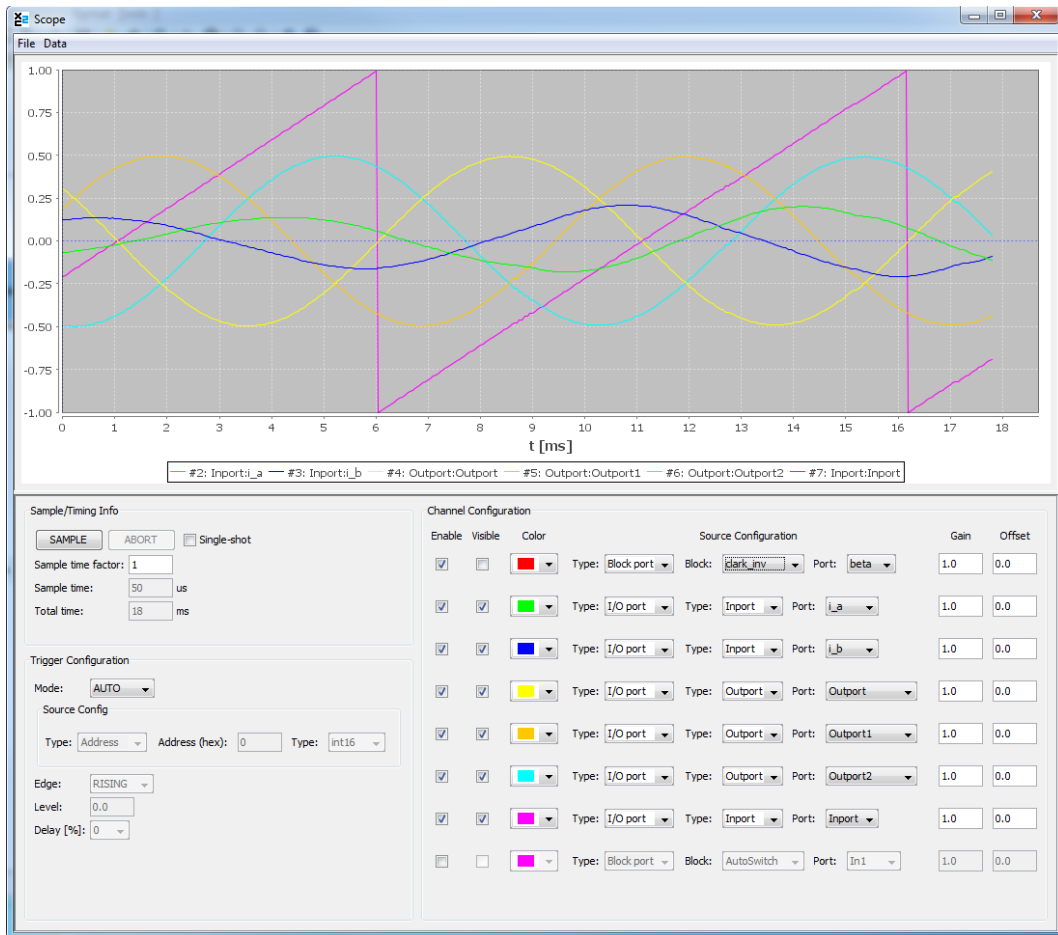 X2 Scope
File Data
1.00
0.75
0.50
0.25
0.00
-0.25
-0.50
-0.75
-1.00
0 1 2 3 4 5 6 7 8 9 10 11 12 13 14 15 16 17 18
t [ms]
#2: Inport:i_a #3: Inport:i_b #4: Outport:Outport #5: Outport:Outport1 #6: Outport:Outport2 #7: Inport:Inport
Sample/Timing Info
SAMPLE ABORT Single-shot
Sample time factor: 1
Sample time: 50 us
Total time: 18 ms
Trigger Configuration
Mode: AUTO
Source Config
Type: Address Address (hex): 0 Type: int16
Edge: RISING
Level: 0.0
Delay [%]: 0
Channel Configuration
Enable Visible Color Source Configuration Gain Offset
Type: Block port Block: clark_inv Port: beta 1.0 0.0
Type: I/O port Type: Inport Port: i_a 1.0 0.0
Type: I/O port Type: Inport Port: i_b 1.0 0.0
Type: I/O port Type: Outport Port: Outport 1.0 0.0
Type: I/O port Type: Outport Port: Outport1 1.0 0.0
Type: I/O port Type: Outport Port: Outport2 1.0 0.0
Type: I/O port Type: Inport Port: Inport 1.0 0.0
Type: Block port Block: AutoSwitch Port: In1 1.0 0.0